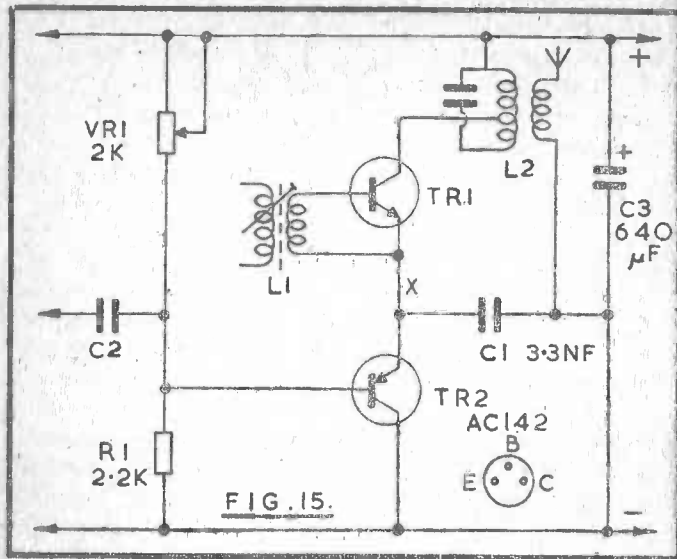 +
VR1
2K
TR1
L2
+
C3
640
µF
L1
X
C2
C1 3·3NF
TR2
AC142
B
E C
R1
2·2K
FIG.15.
−